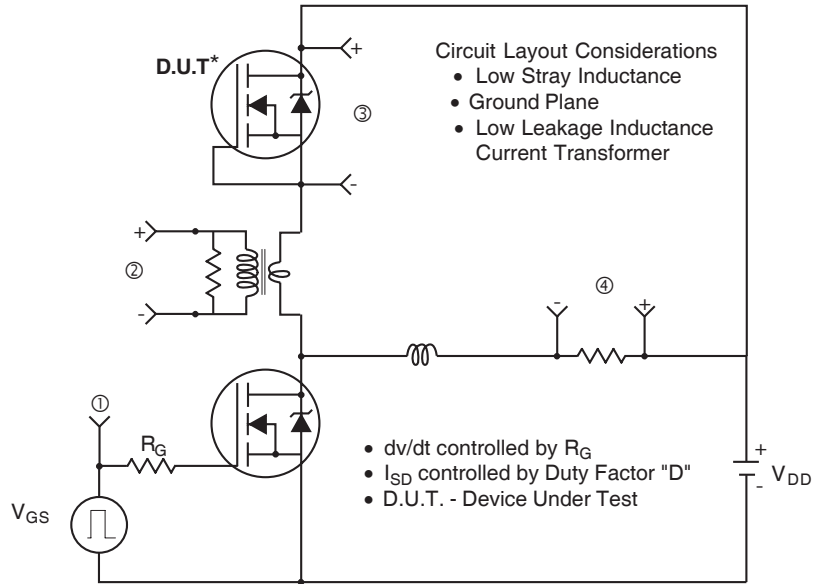 D.U.T*
+
③
-
Circuit Layout Considerations
• Low Stray Inductance
• Ground Plane
• Low Leakage Inductance
Current Transformer
+
②
-
④
-
+
①
R_G
V_GS
• dv/dt controlled by R_G
• I_SD controlled by Duty Factor "D"
• D.U.T. - Device Under Test
+
V_DD
-